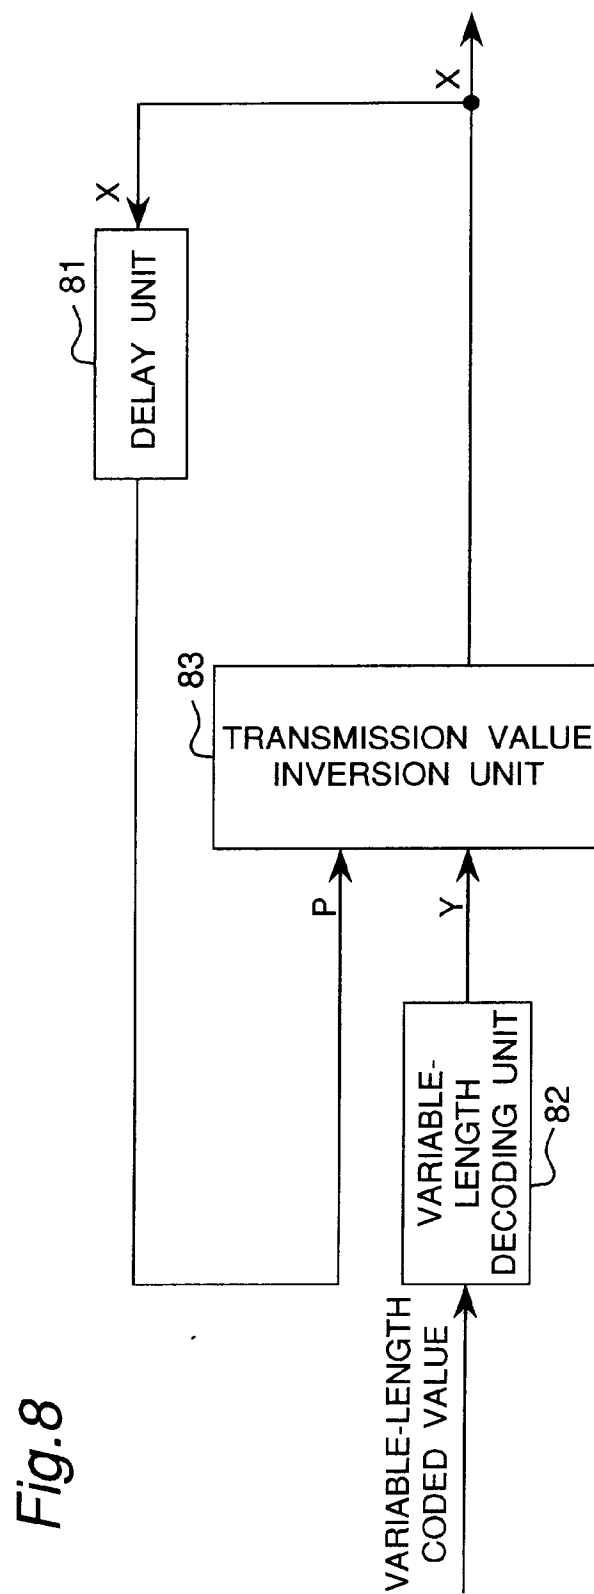 Fig.8
X
X
81
DELAY UNIT
83
TRANSMISSION VALUE
INVERSION UNIT
P
Y
VARIABLE-
LENGTH
DECODING UNIT
82
VARIABLE-LENGTH
CODED VALUE